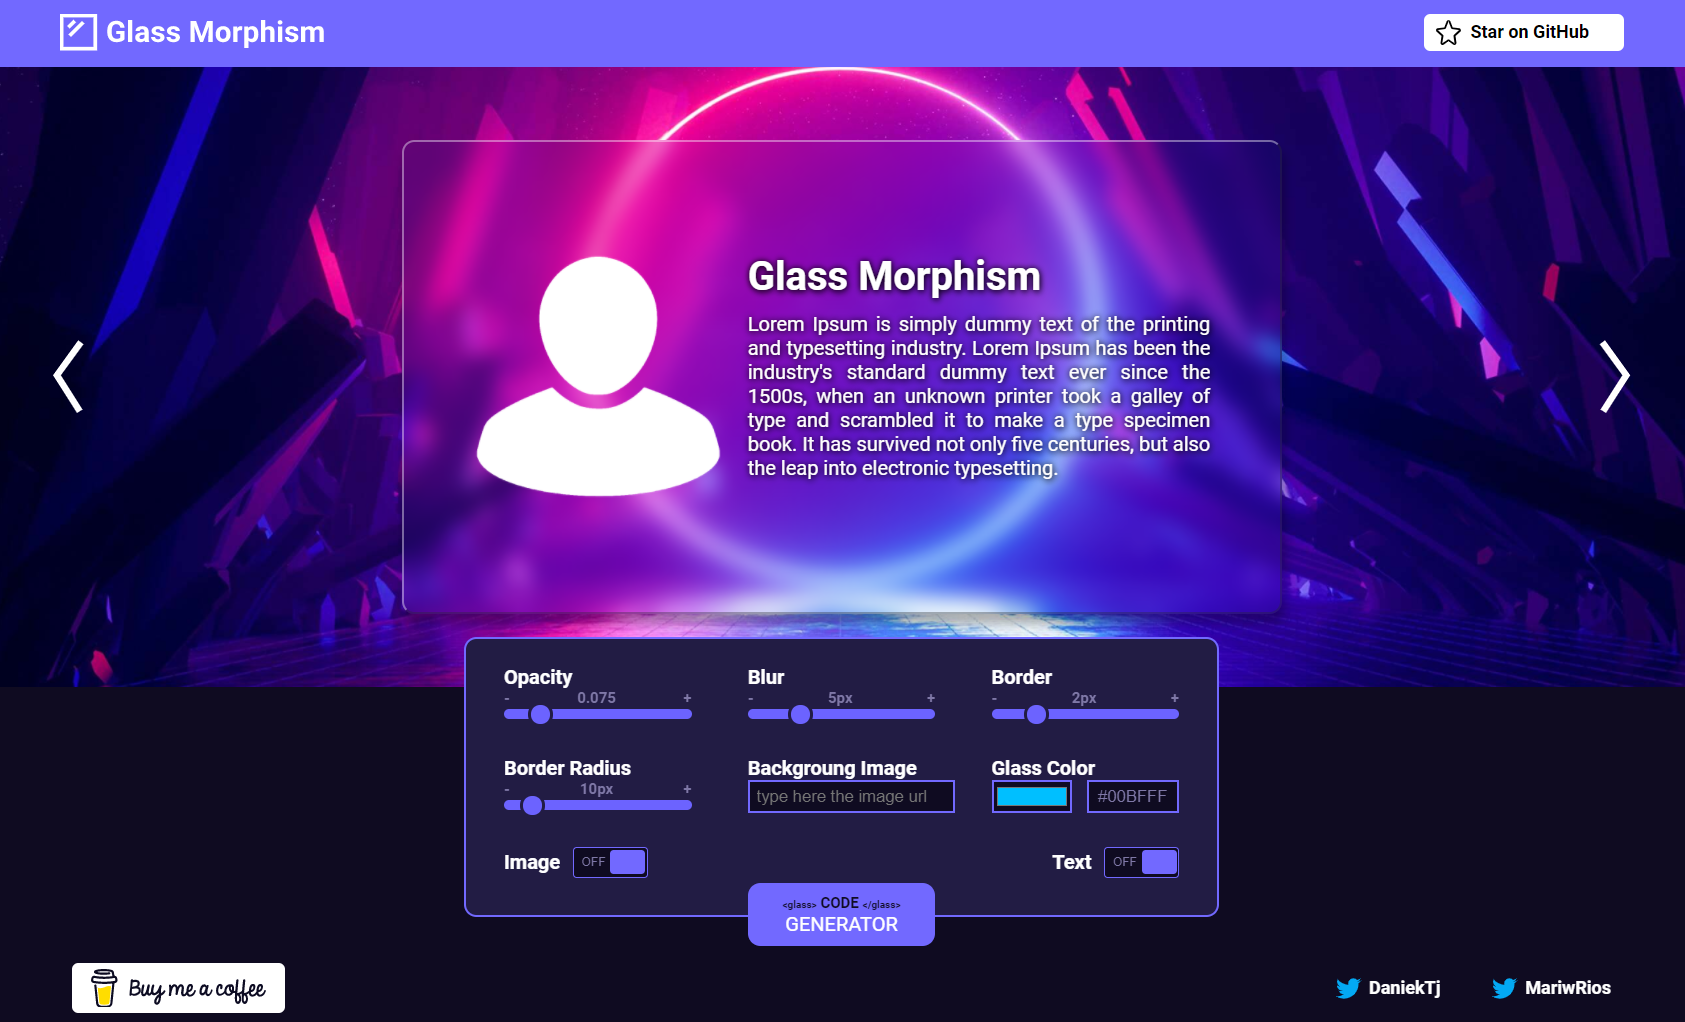 Glass Morphism
Star on GitHub
Glass Morphism
Lorem Ipsum is simply dummy text of the printing
and typesetting industry. Lorem Ipsum has been the
industry's standard dummy text ever since the
1500s, when an unknown printer took a galley of
type and scrambled it to make a type specimen
book. It has survived not only five centuries, but also
the leap into electronic typesetting.
Opacity
- 0.075 +
Blur
- 5px +
Border
- 2px +
Border Radius
- 10px +
Backgroung Image
type here the image url
Glass Color
#00BFFF
Image OFF
Text OFF
<glass> CODE </glass>
GENERATOR
Buy me a coffee
DaniekTj
MariwRios